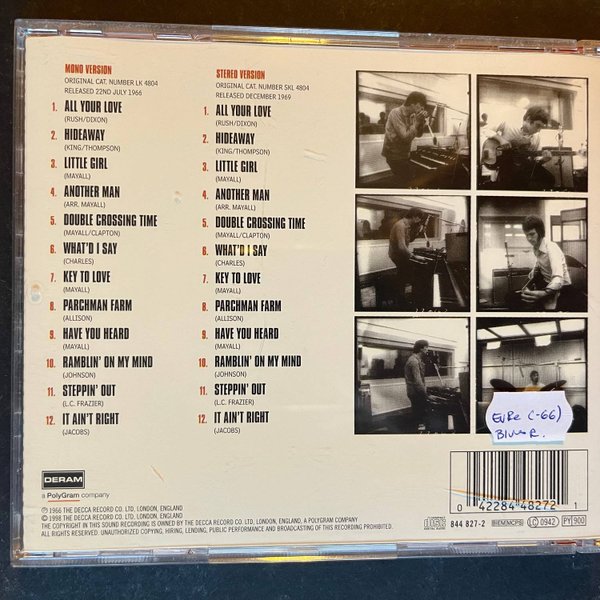 MONO VERSION
ORIGINAL CAT. NUMBER LK 4804
RELEASED 22ND JULY 1966
1. ALL YOUR LOVE
(RUSH/DIXON)
2. HIDEAWAY
(KING/THOMPSON)
3. LITTLE GIRL
(MAYALL)
4. ANOTHER MAN
(ARR. MAYALL)
5. DOUBLE CROSSING TIME
(MAYALL/CLAPTON)
6. WHAT'D I SAY
(CHARLES)
7. KEY TO LOVE
(MAYALL)
8. PARCHMAN FARM
(ALLISON)
9. HAVE YOU HEARD
(MAYALL)
10. RAMBLIN' ON MY MIND
(JOHNSON)
11. STEPPIN' OUT
(L.C. FRAZIER)
12. IT AIN'T RIGHT
(JACOBS)
STEREO VERSION
ORIGINAL CAT. NUMBER SKL 4804
RELEASED DECEMBER 1969
1. ALL YOUR LOVE
(RUSH/DIXON)
2. HIDEAWAY
(KING/THOMPSON)
3. LITTLE GIRL
(MAYALL)
4. ANOTHER MAN
(ARR. MAYALL)
5. DOUBLE CROSSING TIME
(MAYALL/CLAPTON)
6. WHAT'D I SAY
(CHARLES)
7. KEY TO LOVE
(MAYALL)
8. PARCHMAN FARM
(ALLISON)
9. HAVE YOU HEARD
(MAYALL)
10. RAMBLIN' ON MY MIND
(JOHNSON)
11. STEPPIN' OUT
(L.C. FRAZIER)
12. IT AIN'T RIGHT
(JACOBS)
(-66)
DERAM
a PolyGram company
℗ 1966 THE DECCA RECORD CO. LTD, LONDON, ENGLAND
© 1998 THE DECCA RECORD CO. LTD, LONDON, ENGLAND
THE COPYRIGHT IN THIS SOUND RECORDING IS OWNED BY THE DECCA RECORD CO. LTD, LONDON, ENGLAND, A POLYGRAM COMPANY
ALL RIGHTS RESERVED. UNAUTHORIZED COPYING, HIRING, LENDING, PUBLIC PERFORMANCE AND BROADCASTING OF THIS RECORDING PROHIBITED.
0 42284 48272 1
COMPACT disc DIGITAL AUDIO
844 827-2 BIEM/MCPS LC 0942 PY 900